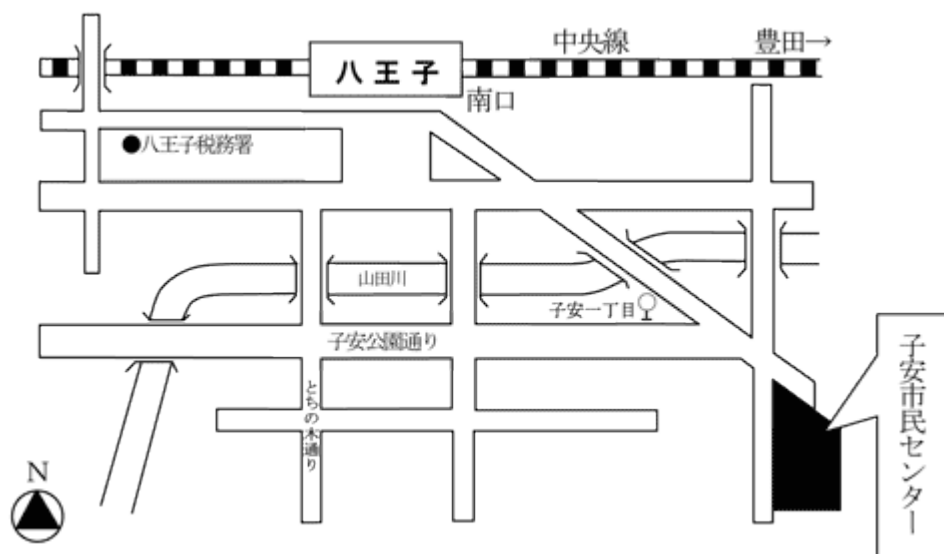 中央線
豊田→
八王子
南口
●八王子税務署
山田川
子安一丁目
子安公園通り
とちの木通り
子安市民センター
N